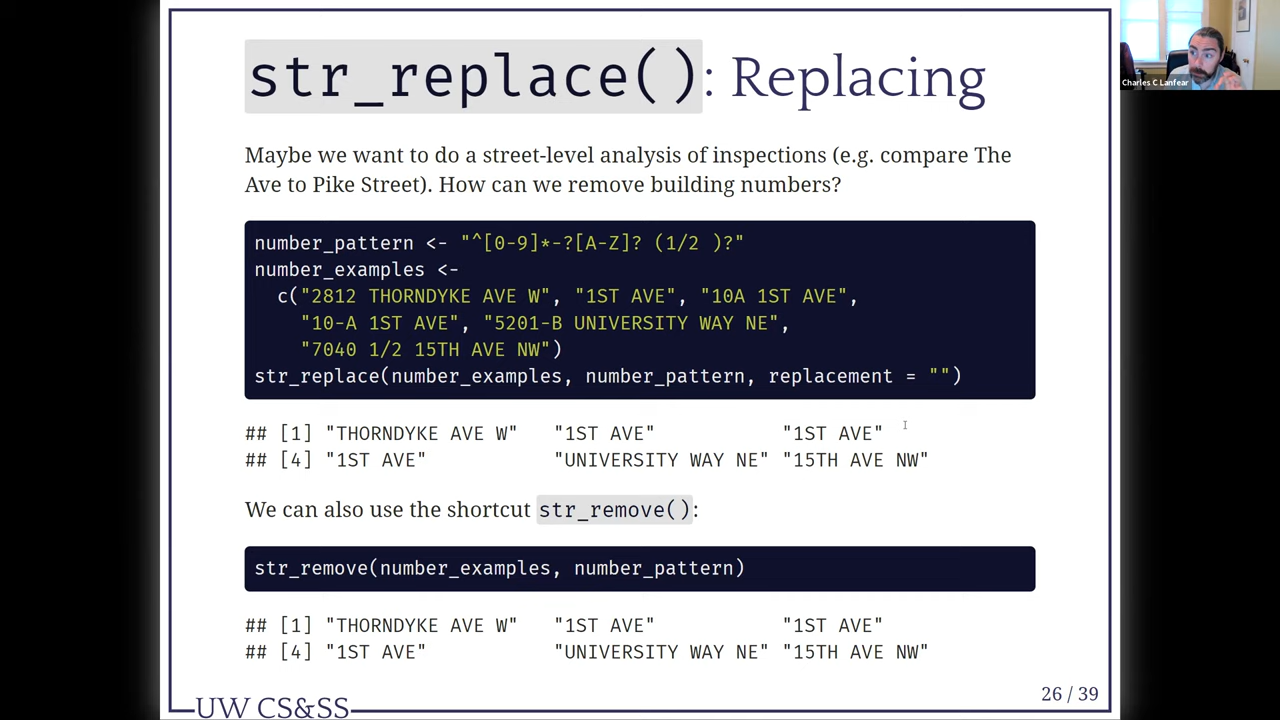 str_replace(): Replacing
Charles C Lanfear
Maybe we want to do a street-level analysis of inspections (e.g. compare The
Ave to Pike Street). How can we remove building numbers?
number_pattern <- "^[0-9]*-?[A-Z]? (1/2 )?"
number_examples <-
  c("2812 THORNDYKE AVE W", "1ST AVE", "10A 1ST AVE",
    "10-A 1ST AVE", "5201-B UNIVERSITY WAY NE",
    "7040 1/2 15TH AVE NW")
str_replace(number_examples, number_pattern, replacement = "")
## [1] "THORNDYKE AVE W"   "1ST AVE"           "1ST AVE"
## [4] "1ST AVE"           "UNIVERSITY WAY NE" "15TH AVE NW"
We can also use the shortcut str_remove():
str_remove(number_examples, number_pattern)
## [1] "THORNDYKE AVE W"   "1ST AVE"           "1ST AVE"
## [4] "1ST AVE"           "UNIVERSITY WAY NE" "15TH AVE NW"
26 / 39
UW CS&SS